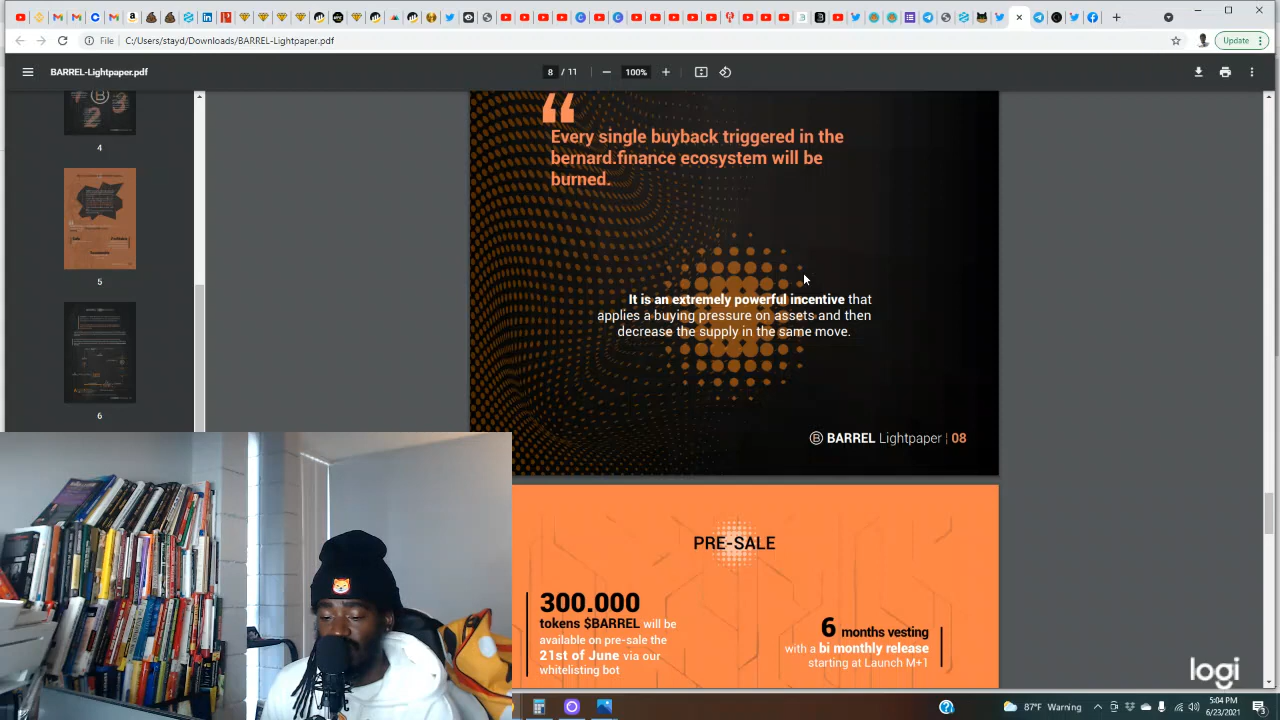 File
C:/Users/stayd/Downloads/BARREL-Lightpaper.pdf
Update
BARREL-Lightpaper.pdf
8 / 11
100%
4
5
6
Every single buyback triggered in the
bernard.finance ecosystem will be
burned.
It is an extremely powerful incentive that
applies a buying pressure on assets and then
decrease the supply in the same move.
BARREL Lightpaper | 08
PRE-SALE
300.000
tokens $BARREL will be
available on pre-sale the
21st of June via our
whitelisting bot
6 months vesting
with a bi monthly release
starting at Launch M+1
logi
87°F Warning
5:04 PM
6/23/2021